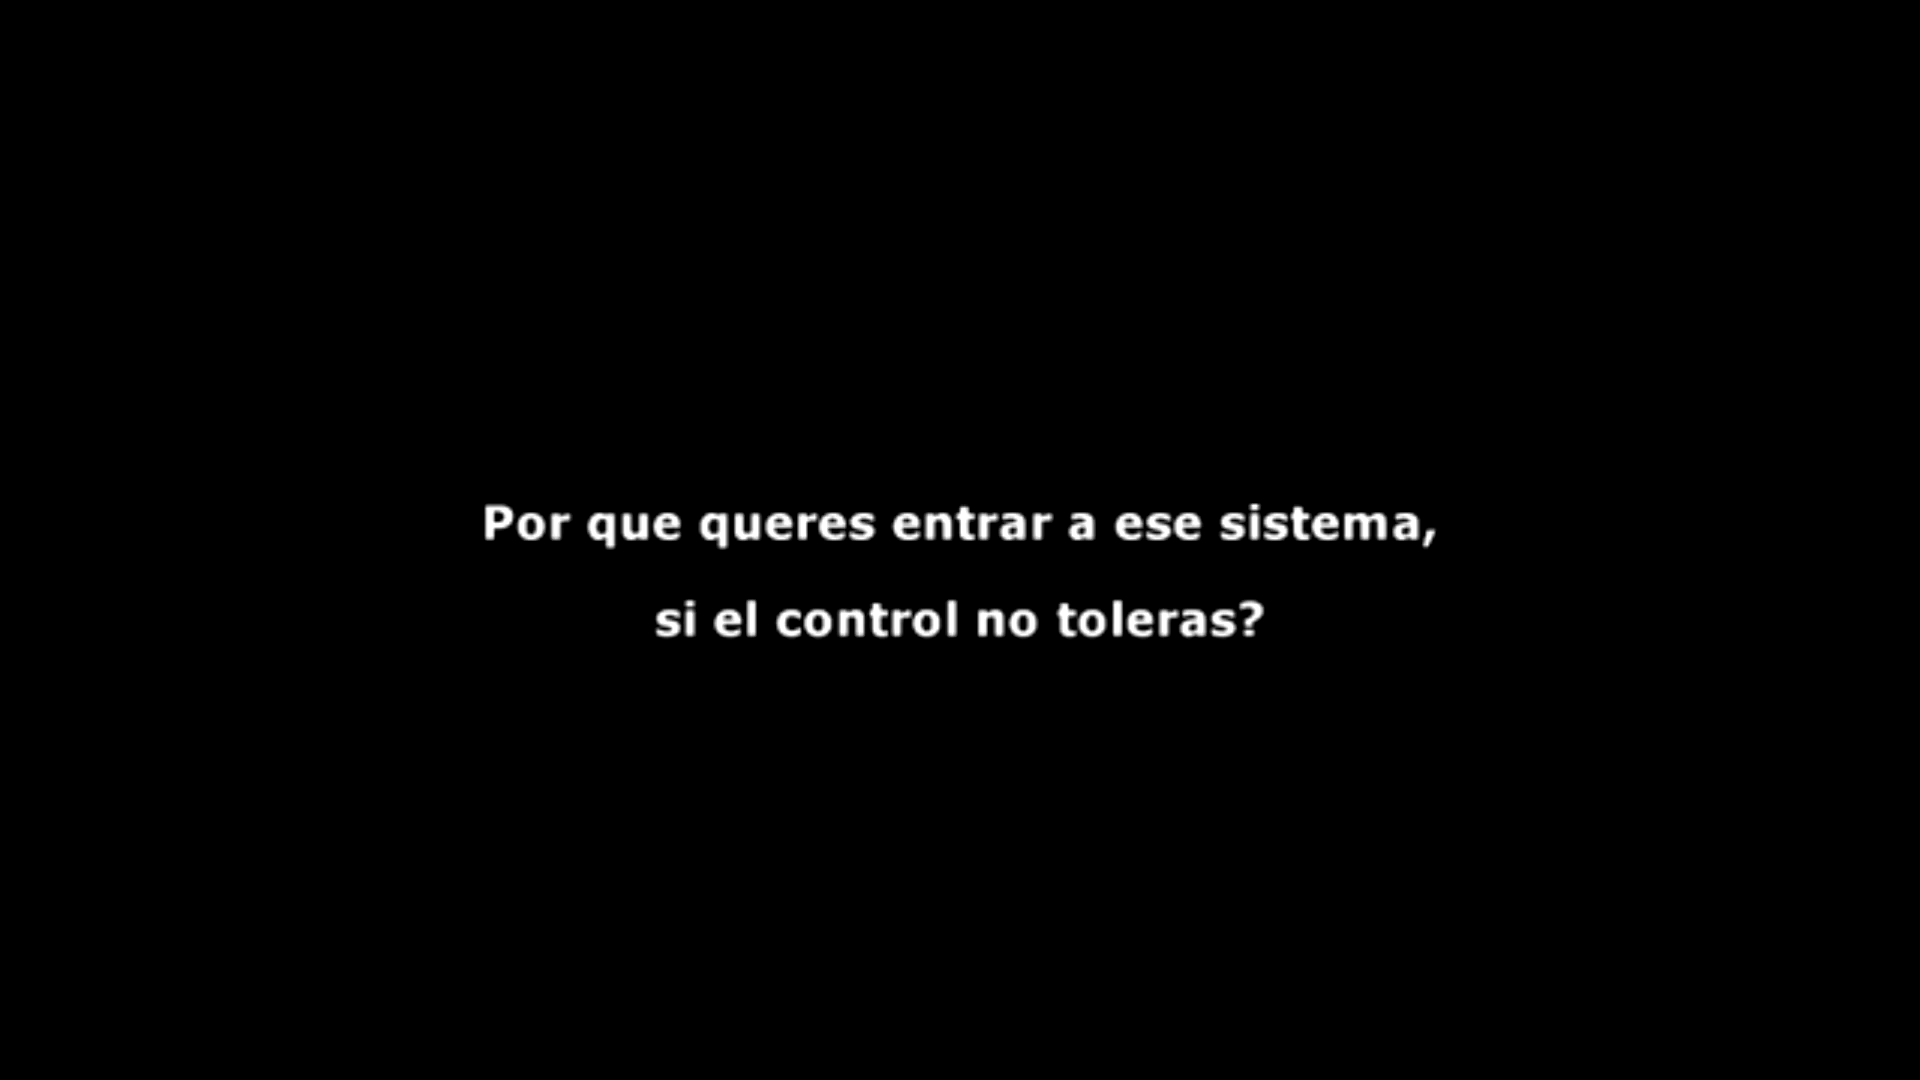 Por que queres entrar a ese sistema,
si el control no toleras?